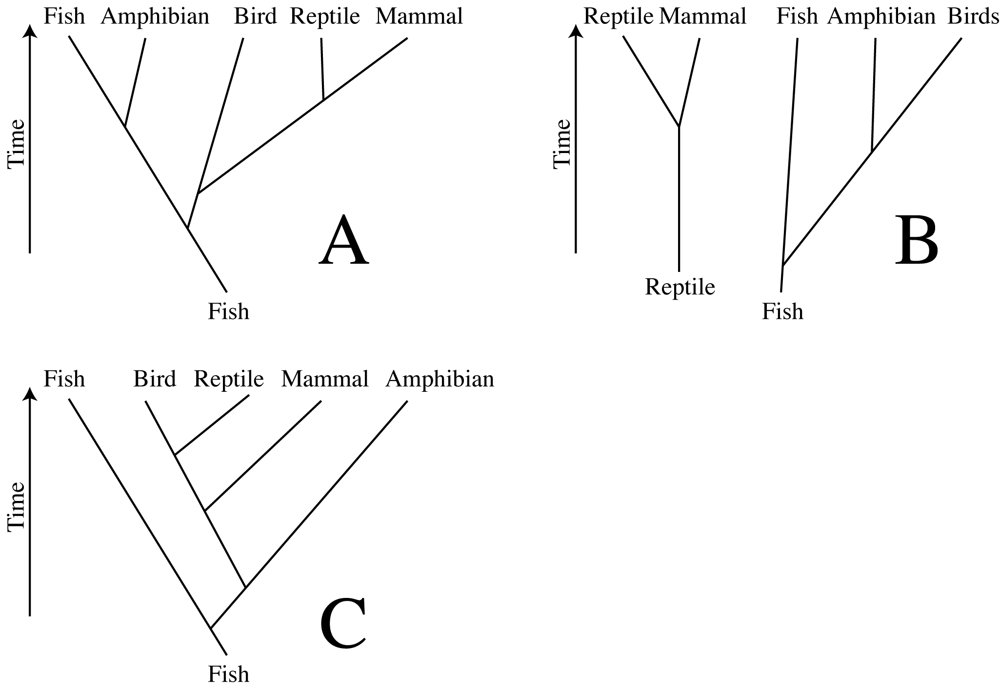 Fish Amphibian Bird Reptile Mammal
Time
A
Fish
Reptile Mammal Fish Amphibian Birds
Time
B
Reptile
Fish
Fish Bird Reptile Mammal Amphibian
Time
C
Fish